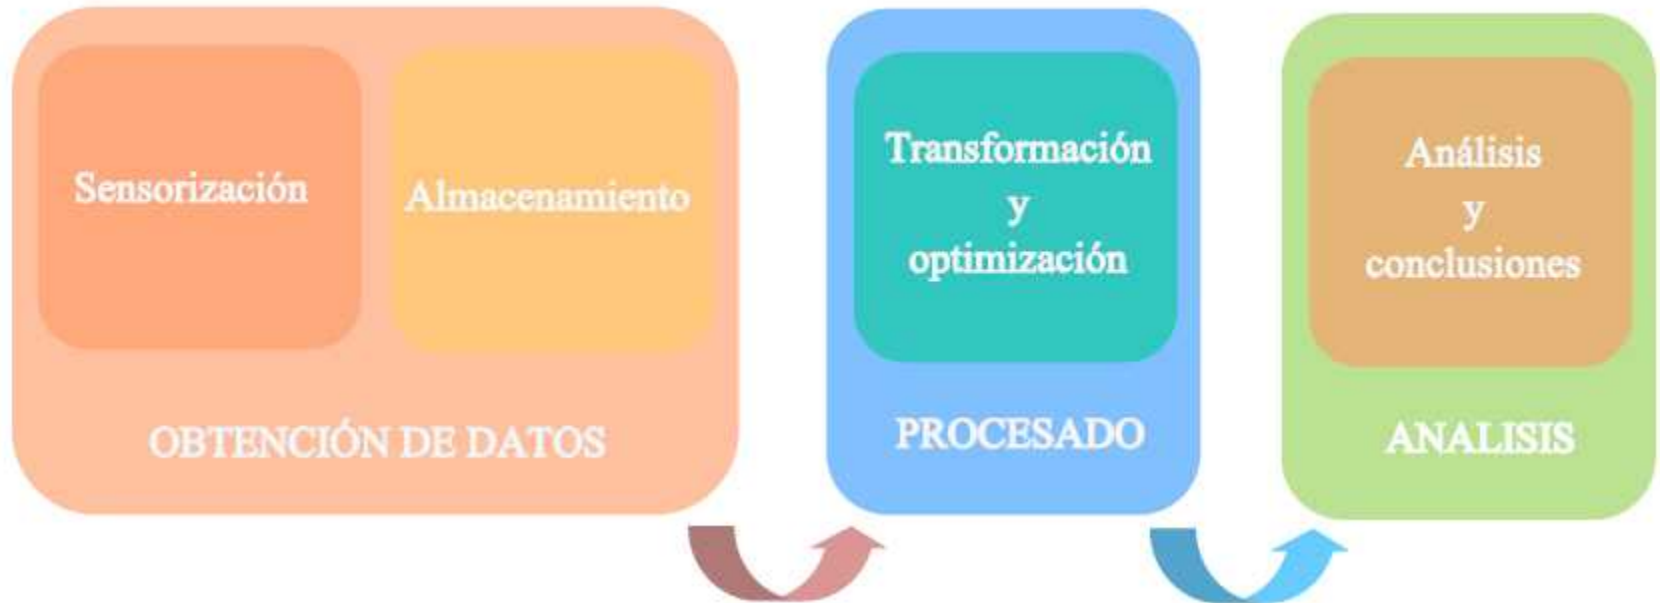 Sensorización
Almacenamiento
OBTENCIÓN DE DATOS
Transformación
y
optimización
PROCESADO
Análisis
y
conclusiones
ANALISIS